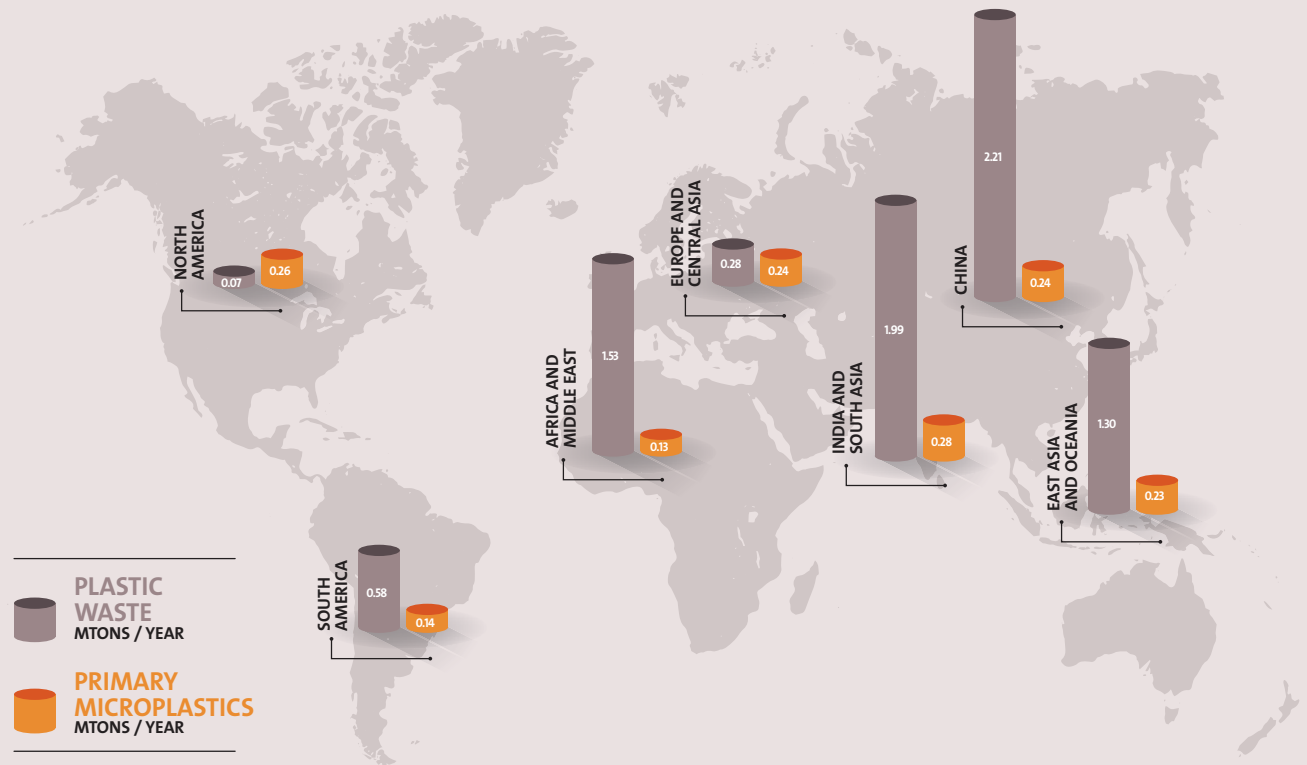 NORTH
AMERICA
0.07
0.26
EUROPE AND
CENTRAL ASIA
0.28
0.24
CHINA
2.21
0.24
AFRICA AND
MIDDLE EAST
1.53
0.13
INDIA AND
SOUTH ASIA
1.99
0.28
EAST ASIA
AND OCEANIA
1.30
0.23
SOUTH
AMERICA
0.58
0.14
PLASTIC
WASTE
MTONS / YEAR
PRIMARY
MICROPLASTICS
MTONS / YEAR